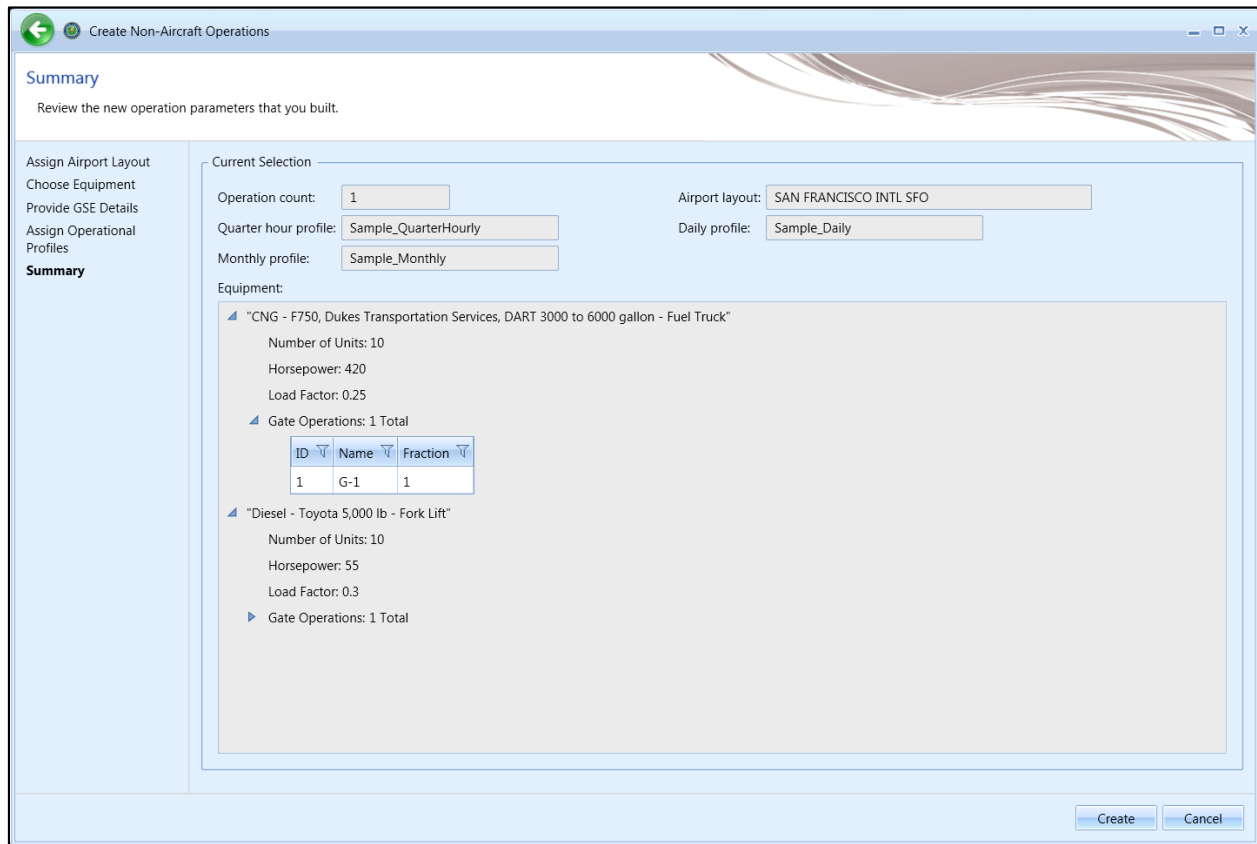 Create Non-Aircraft Operations
Summary
Review the new operation parameters that you built.
Assign Airport Layout
Choose Equipment
Provide GSE Details
Assign Operational
Profiles
Summary
Current Selection
Operation count: 1 Airport layout: SAN FRANCISCO INTL SFO
Quarter hour profile: Sample_QuarterHourly Daily profile: Sample_Daily
Monthly profile: Sample_Monthly
Equipment:
"CNG - F750, Dukes Transportation Services, DART 3000 to 6000 gallon - Fuel Truck"
Number of Units: 10
Horsepower: 420
Load Factor: 0.25
Gate Operations: 1 Total
ID Name Fraction
1 G-1 1
"Diesel - Toyota 5,000 lb - Fork Lift"
Number of Units: 10
Horsepower: 55
Load Factor: 0.3
Gate Operations: 1 Total
Create Cancel